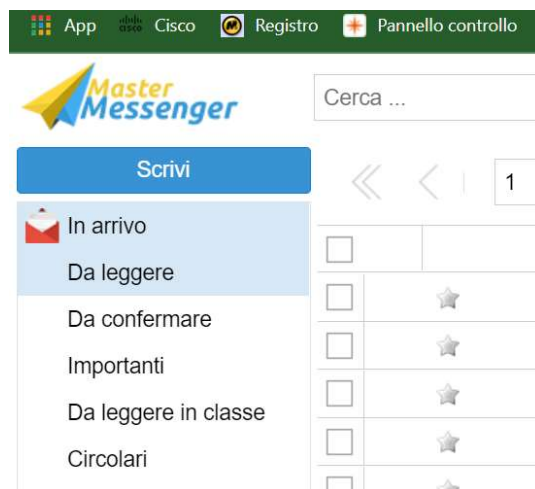 App cisco Cisco Registro Pannello controllo
Master
Messenger
Cerca ...
Scrivi
1
In arrivo
Da leggere
Da confermare
Importanti
Da leggere in classe
Circolari